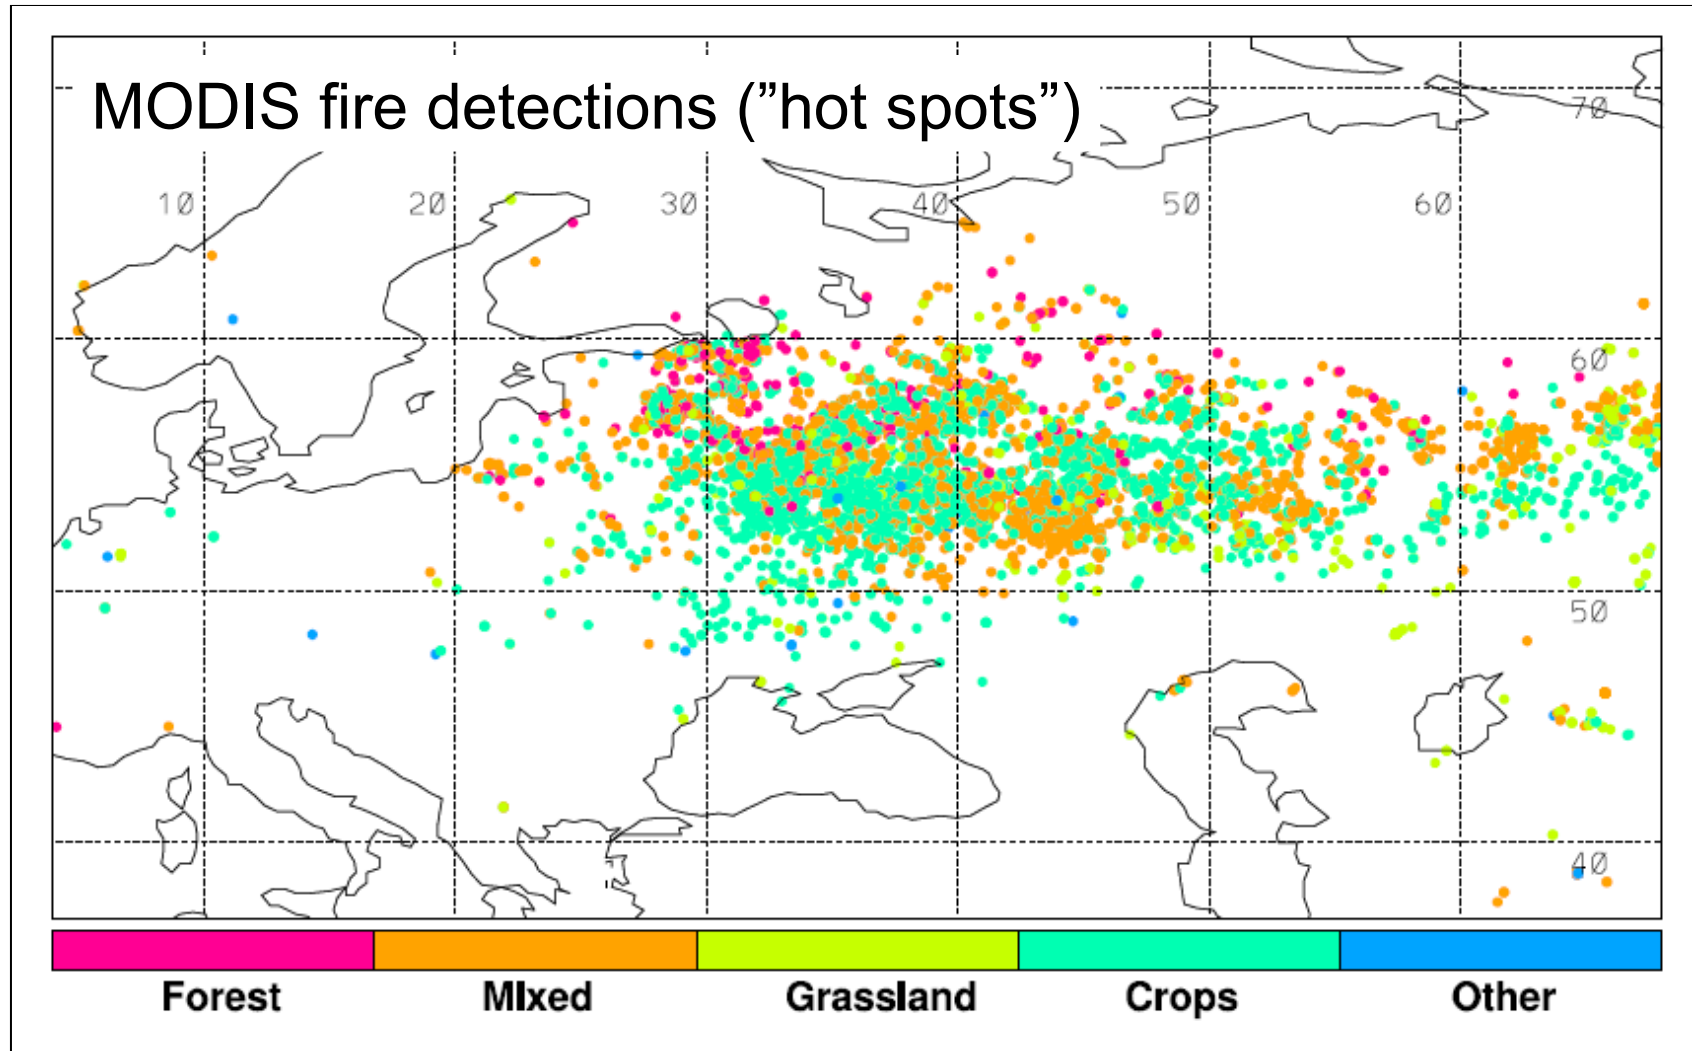 MODIS fire detections (”hot spots”)
70
10 20 30 40 50 60
60
50
40
Forest MIxed Grassland Crops Other